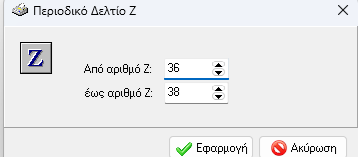 Περιοδικό Δελτίο Ζ
Z
Από αριθμό Ζ: 36
έως αριθμό Ζ: 38
Εφαρμογή Ακύρωση